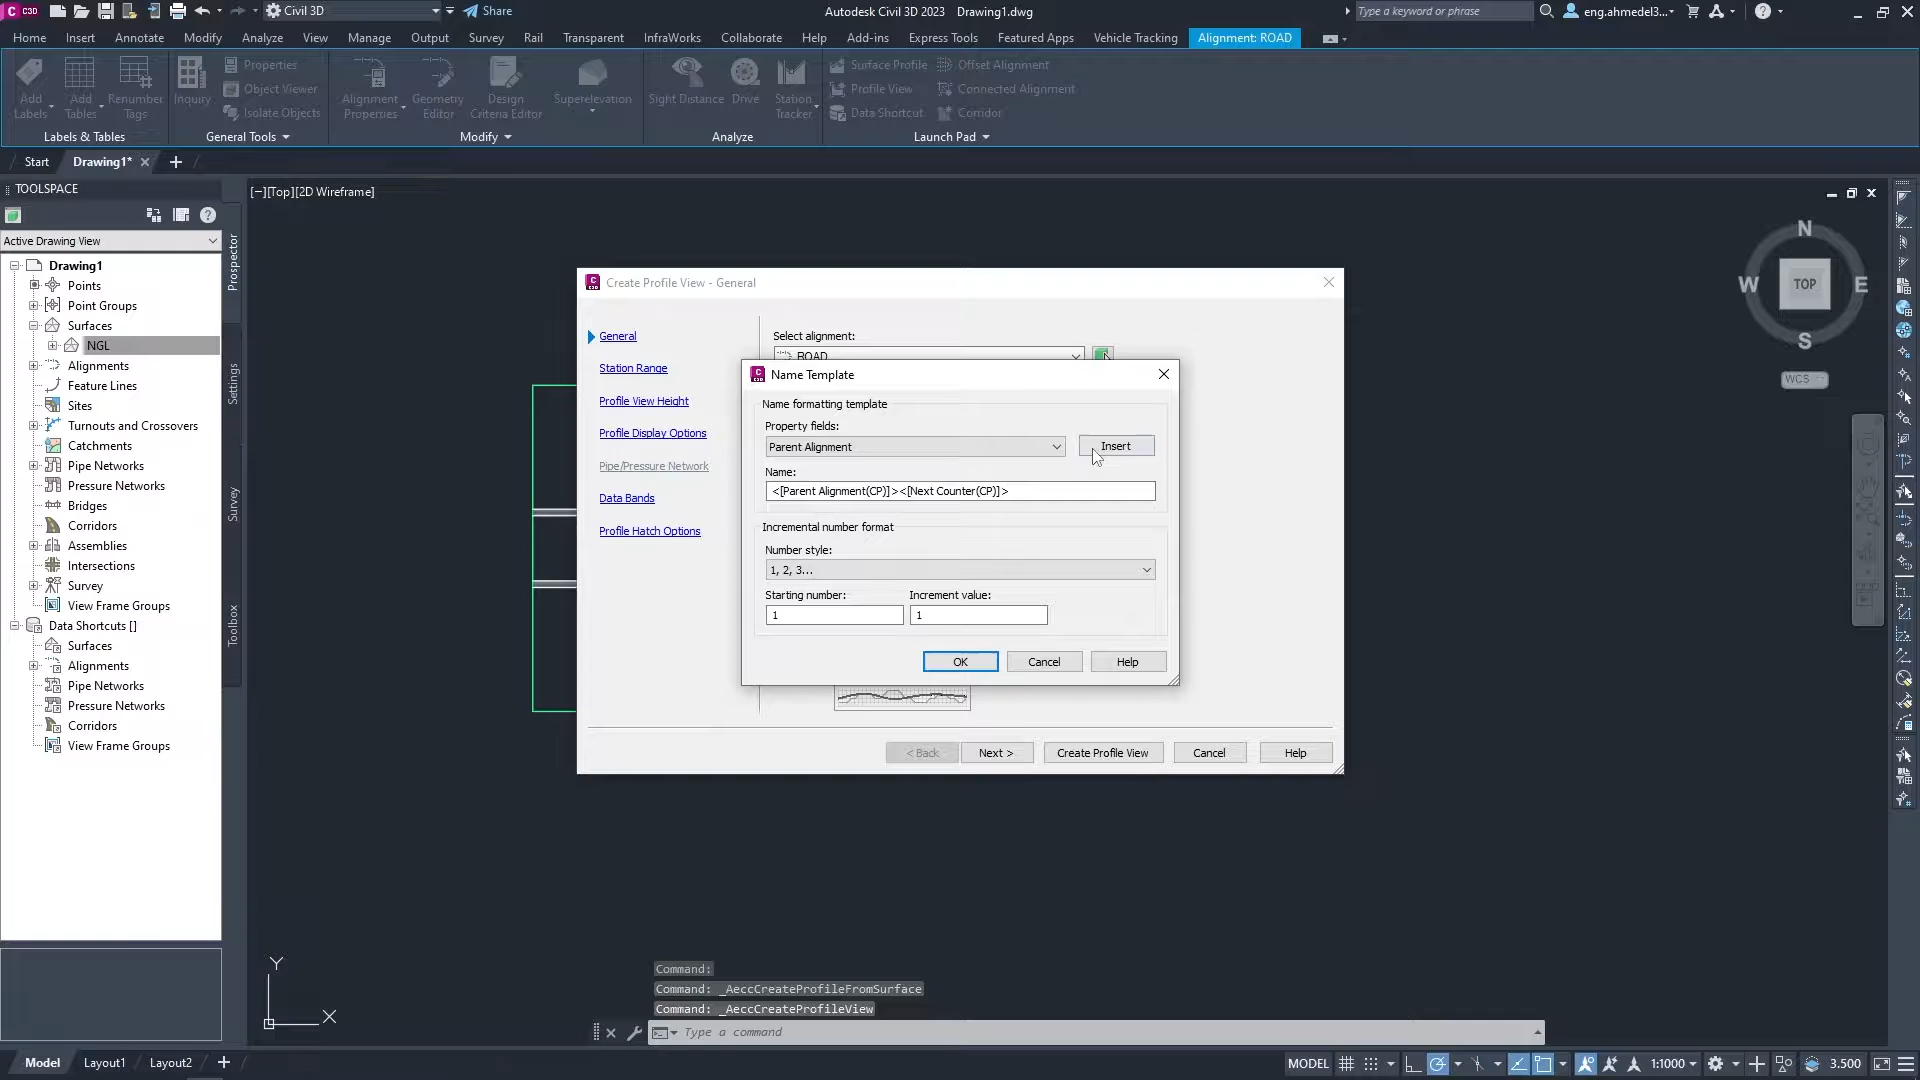 C3D
Civil 3D
Share
Autodesk Civil 3D 2023 Drawing1.dwg
Type a keyword or phrase
eng.ahmedel3...
Home Insert Annotate Modify Analyze View Manage Output Survey Rail Transparent InfraWorks Collaborate Help Add-ins Express Tools Featured Apps Vehicle Tracking Alignment: ROAD
Add Labels
Add Tables
Renumber Tags
Labels & Tables
Inquiry
Properties
Object Viewer
Isolate Objects
General Tools
Alignment Properties
Geometry Editor
Design Criteria Editor
Superelevation
Modify
Sight Distance
Drive
Station Tracker
Analyze
Surface Profile
Profile View
Data Shortcut
Offset Alignment
Connected Alignment
Corridor
Launch Pad
Start
Drawing1*
TOOLSPACE
[−][Top][2D Wireframe]
Active Drawing View
Drawing1
Points
Point Groups
Surfaces
NGL
Alignments
Feature Lines
Sites
Turnouts and Crossovers
Catchments
Pipe Networks
Pressure Networks
Bridges
Corridors
Assemblies
Intersections
Survey
View Frame Groups
Data Shortcuts []
Surfaces
Alignments
Pipe Networks
Pressure Networks
Corridors
View Frame Groups
Prospector
Settings
Survey
Toolbox
Create Profile View - General
General
Station Range
Profile View Height
Profile Display Options
Pipe/Pressure Network
Data Bands
Profile Hatch Options
Select alignment:
ROAD
Name Template
Name formatting template
Property fields:
Parent Alignment
Insert
Name:
<[Parent Alignment(CP)]><[Next Counter(CP)]>
Incremental number format
Number style:
1, 2, 3...
Starting number:
Increment value:
1
1
OK
Cancel
Help
< Back
Next >
Create Profile View
Cancel
Help
N
W
TOP
E
S
WCS
Y
X
Command:
Command: _AeccCreateProfileFromSurface
Command: _AeccCreateProfileView
Type a command
Model
Layout1
Layout2
MODEL
1:1000
3.500